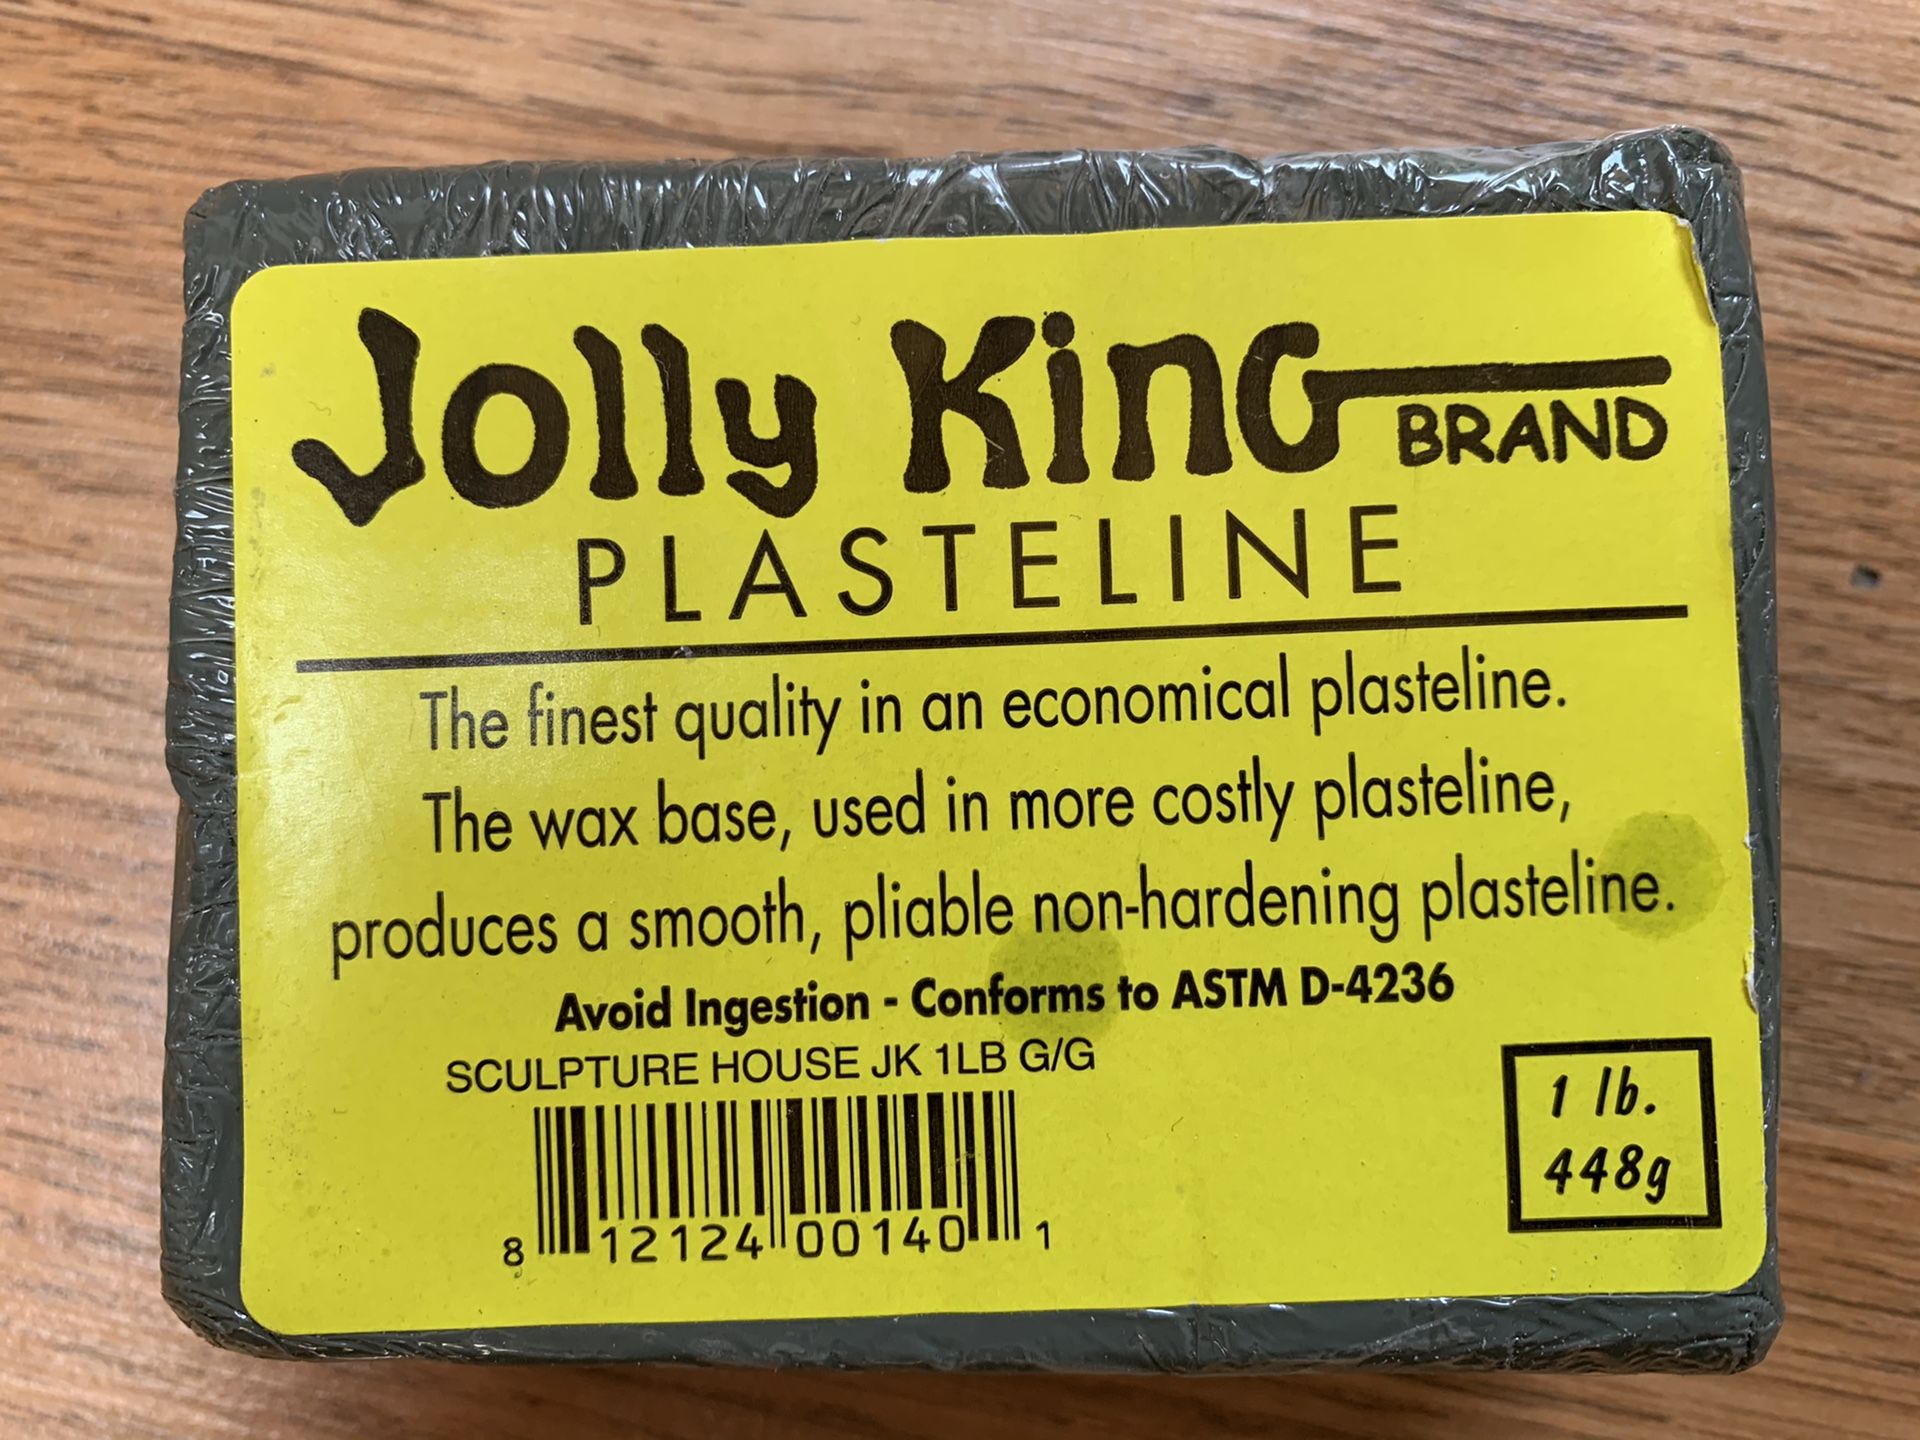 Jolly King BRAND
PLASTELINE
The finest quality in an economical plasteline.
The wax base, used in more costly plasteline,
produces a smooth, pliable non-hardening plasteline.
Avoid Ingestion - Conforms to ASTM D-4236
SCULPTURE HOUSE JK 1LB G/G
8 12124 00140 1
1 lb.
448g